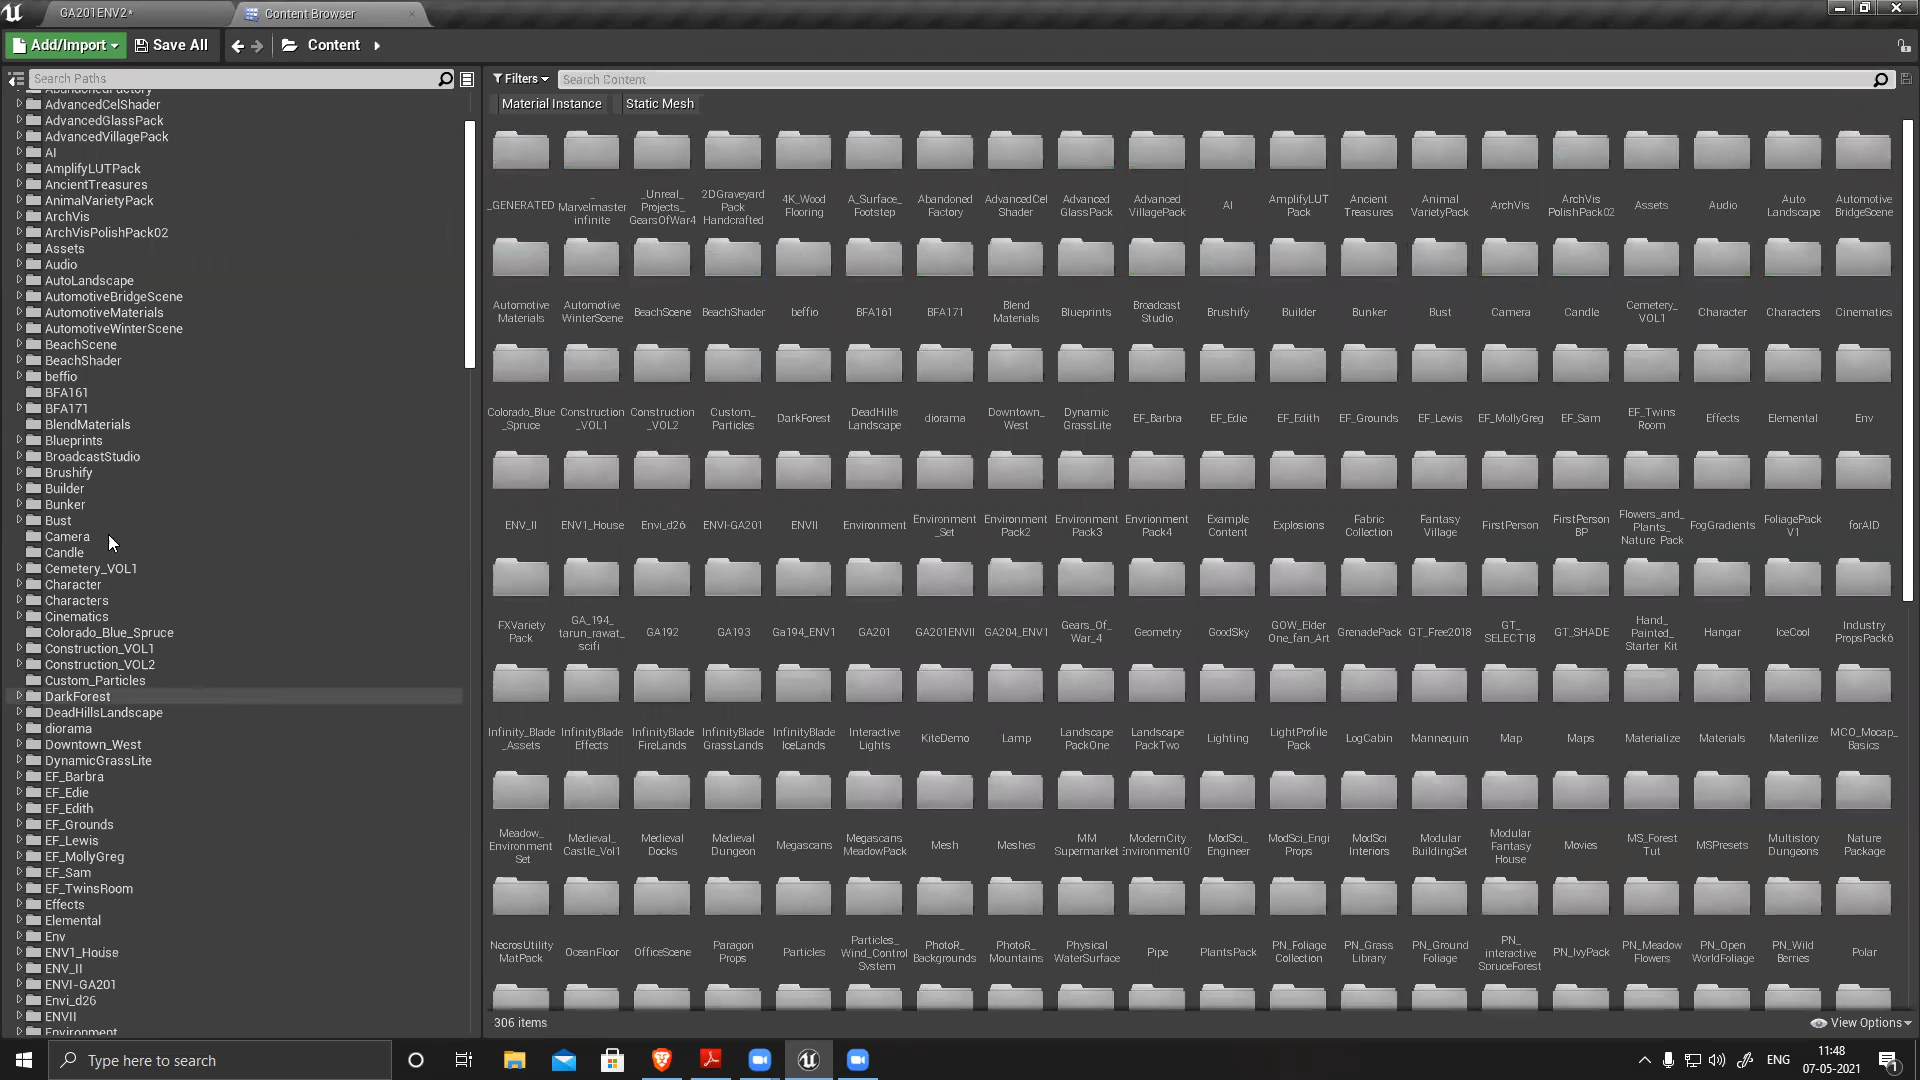 GA201ENV2*
Content Browser
Add/Import
Save All
Content
Search Paths
Filters
Search Content
Material Instance
Static Mesh
AbandonedFactory
AdvancedCelShader
AdvancedGlassPack
AdvancedVillagePack
AI
AmplifyLUTPack
AncientTreasures
AnimalVarietyPack
ArchVis
ArchVisPolishPack02
Assets
Audio
AutoLandscape
AutomotiveBridgeScene
AutomotiveMaterials
AutomotiveWinterScene
BeachScene
BeachShader
beffio
BFA161
BFA171
BlendMaterials
Blueprints
BroadcastStudio
Brushify
Builder
Bunker
Bust
Camera
Candle
Cemetery_VOL1
Character
Characters
Cinematics
Colorado_Blue_Spruce
Construction_VOL1
Construction_VOL2
Custom_Particles
DarkForest
DeadHillsLandscape
diorama
Downtown_West
DynamicGrassLite
EF_Barbra
EF_Edie
EF_Edith
EF_Grounds
EF_Lewis
EF_MollyGreg
EF_Sam
EF_TwinsRoom
Effects
Elemental
Env
ENV1_House
ENV_II
ENVI-GA201
Envi_d26
ENVII
Environment
_GENERATED
_
Marvelmaster
infinite
_Unreal_
Projects_
GearsOfWar4
2DGraveyard
Pack
Handcrafted
4K_Wood
Flooring
A_Surface_
Footstep
Abandoned
Factory
AdvancedCel
Shader
Advanced
GlassPack
Advanced
VillagePack
AI
AmplifyLUT
Pack
Ancient
Treasures
Animal
VarietyPack
ArchVis
ArchVis
PolishPack02
Assets
Audio
Auto
Landscape
Automotive
BridgeScene
Automotive
Materials
Automotive
WinterScene
BeachScene
BeachShader
beffio
BFA161
BFA171
Blend
Materials
Blueprints
Broadcast
Studio
Brushify
Builder
Bunker
Bust
Camera
Candle
Cemetery_
VOL1
Character
Characters
Cinematics
Colorado_Blue
_Spruce
Construction
_VOL1
Construction
_VOL2
Custom_
Particles
DarkForest
DeadHills
Landscape
diorama
Downtown_
West
Dynamic
GrassLite
EF_Barbra
EF_Edie
EF_Edith
EF_Grounds
EF_Lewis
EF_MollyGreg
EF_Sam
EF_Twins
Room
Effects
Elemental
Env
ENV_II
ENV1_House
Envi_d26
ENVI-GA201
ENVII
Environment
Environment
_Set
Environment
Pack2
Environment
Pack3
Envrionment
Pack4
Example
Content
Explosions
Fabric
Collection
Fantasy
Village
FirstPerson
FirstPerson
BP
Flowers_and_
Plants_
Nature_Pack
FogGradients
FoliagePack
V1
forAID
FXVariety
Pack
GA_194_
tarun_rawat_
scifi
GA192
GA193
Ga194_ENV1
GA201
GA201ENVII
GA204_ENV1
Gears_Of_
War_4
Geometry
GoodSky
GOW_Elder
One_fan_Art
GrenadePack
GT_Free2018
GT_
SELECT18
GT_SHADE
Hand_
Painted_
Starter_Kit
Hangar
IceCool
Industry
PropsPack6
Infinity_Blade
_Assets
InfinityBlade
Effects
InfinityBlade
FireLands
InfinityBlade
GrassLands
InfinityBlade
IceLands
Interactive
Lights
KiteDemo
Lamp
Landscape
PackOne
Landscape
PackTwo
Lighting
LightProfile
Pack
LogCabin
Mannequin
Map
Maps
Materialize
Materials
Materilize
MCO_Mocap_
Basics
Meadow_
Environment
Set
Medieval_
Castle_Vol1
Medieval
Docks
Medieval
Dungeon
Megascans
Megascans
MeadowPack
Mesh
Meshes
MM
Supermarket
ModernCity
Environment01
ModSci_
Engineer
ModSci_Engi
Props
ModSci
Interiors
Modular
BuildingSet
Modular
Fantasy
House
Movies
MS_Forest
Tut
MSPresets
Multistory
Dungeons
Nature
Package
NecrosUtility
MatPack
OceanFloor
OfficeScene
Paragon
Props
Particles
Particles_
Wind_Control
System
PhotoR_
Backgrounds
PhotoR_
Mountains
Physical
WaterSurface
Pipe
PlantsPack
PN_Foliage
Collection
PN_Grass
Library
PN_Ground
Foliage
PN_
interactive
SpruceForest
PN_IvyPack
PN_Meadow
Flowers
PN_Open
WorldFoliage
PN_Wild
Berries
Polar
306 items
View Options
Type here to search
ENG
11:48
07-05-2021
1